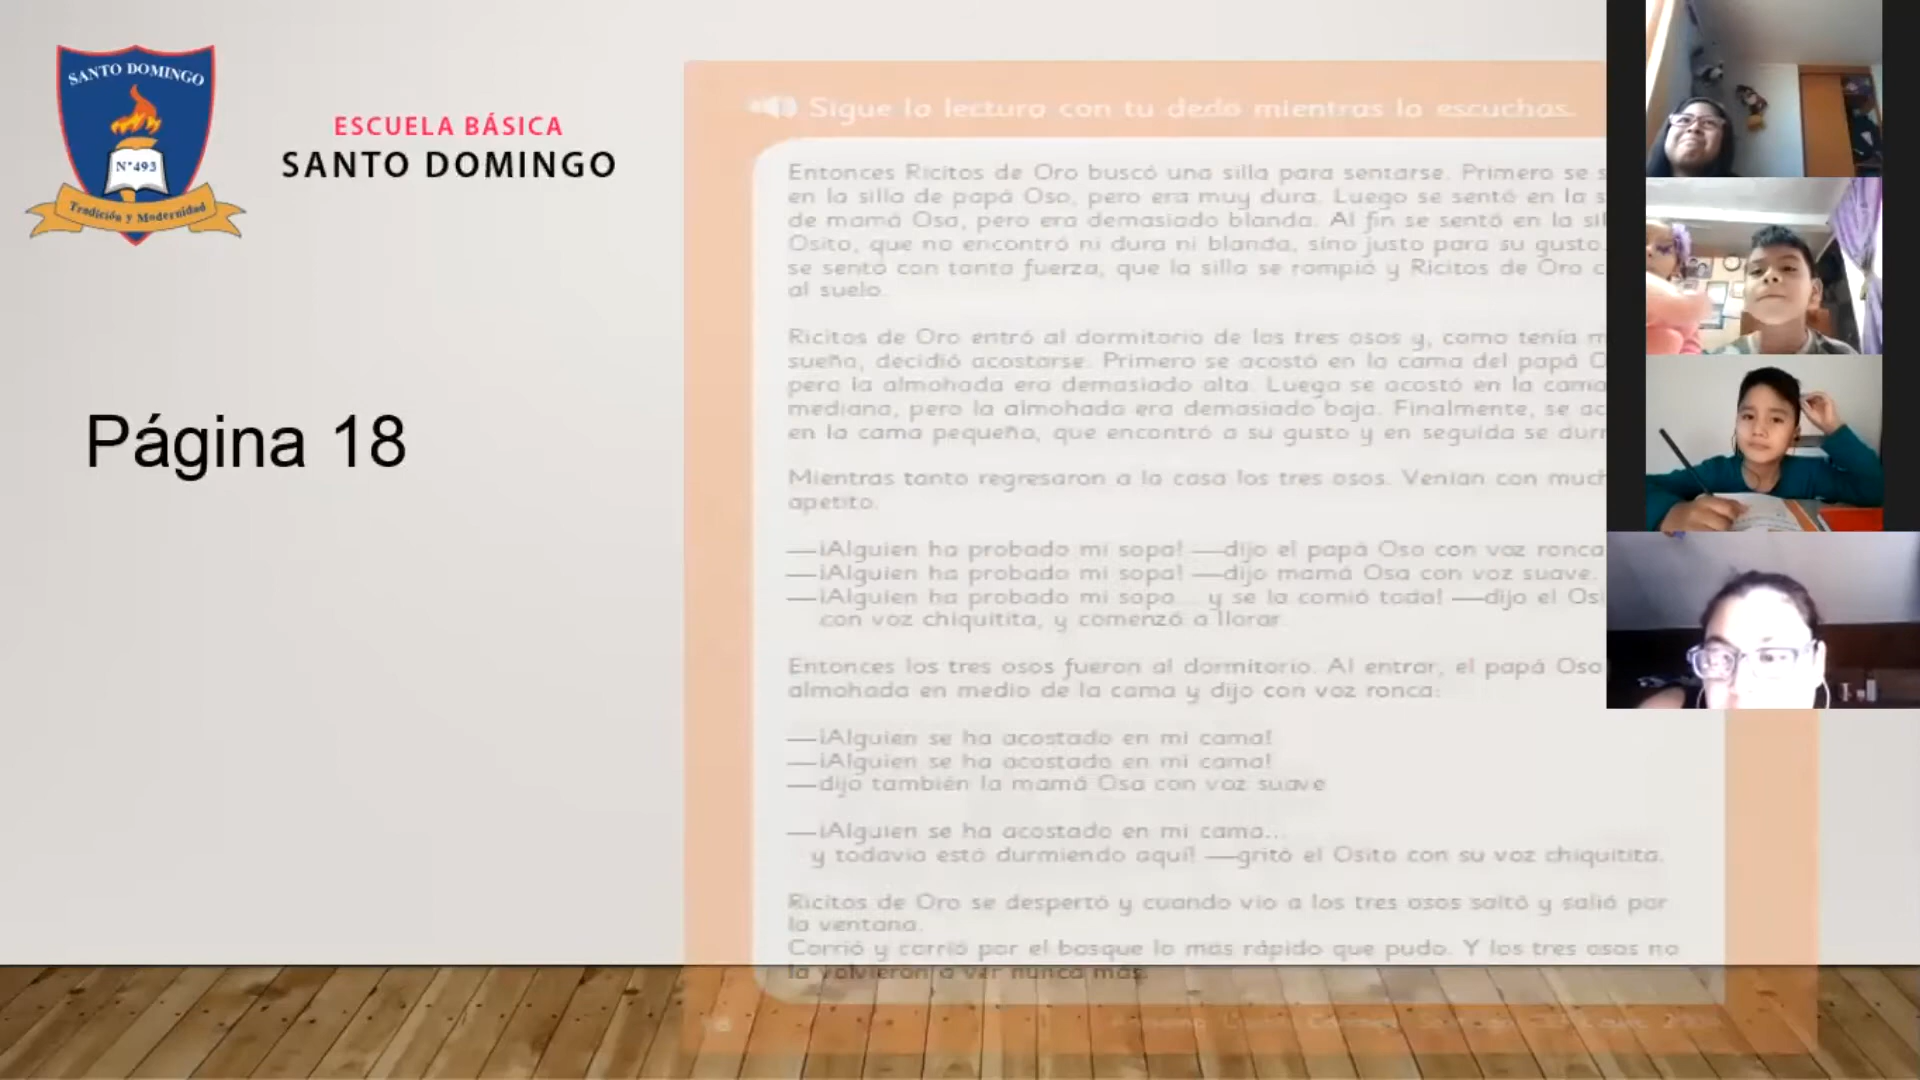 SANTO DOMINGO
N°493
Tradición y Modernidad
ESCUELA BÁSICA
SANTO DOMINGO
Página 18
Sigue la lectura con tu dedo mientras la escuchas.
Entonces Ricitos de Oro buscó una silla para sentarse. Primero se s
en la silla de papá Oso, pero era muy dura. Luego se sentó en la s
de mamá Osa, pero era demasiado blanda. Al fin se sentó en la sil
Osito, que no encontró ni dura ni blanda, sino justo para su gusto.
se sentó con tanta fuerza, que la silla se rompió y Ricitos de Oro c
al suelo.
Ricitos de Oro entró al dormitorio de los tres osos y, como tenía m
sueño, decidió acostarse. Primero se acostó en la cama del papá O
pero la almohada era demasiado alta. Luego se acostó en la cama
mediana, pero la almohada era demasiado baja. Finalmente, se ac
en la cama pequeña, que encontró a su gusto y en seguida se durm
Mientras tanto regresaron a la casa los tres osos. Venían con much
apetito.
—¡Alguien ha probado mi sopa! —dijo el papá Oso con voz ronca
—¡Alguien ha probado mi sopa! —dijo mamá Osa con voz suave.
—¡Alguien ha probado mi sopa... y se la comió toda! —dijo el Osi
con voz chiquitita, y comenzó a llorar.
Entonces los tres osos fueron al dormitorio. Al entrar, el papá Oso
almohada en medio de la cama y dijo con voz ronca:
—¡Alguien se ha acostado en mi cama!
—¡Alguien se ha acostado en mi cama!
—dijo también la mamá Osa con voz suave
—¡Alguien se ha acostado en mi cama...
y todavía está durmiendo aquí! —gritó el Osito con su voz chiquitita.
Ricitos de Oro se despertó y cuando vio a los tres osos saltó y salió por
la ventana.
Corrió y corrió por el bosque lo más rápido que pudo. Y los tres osos no
la volvieron a ver nunca más.
18